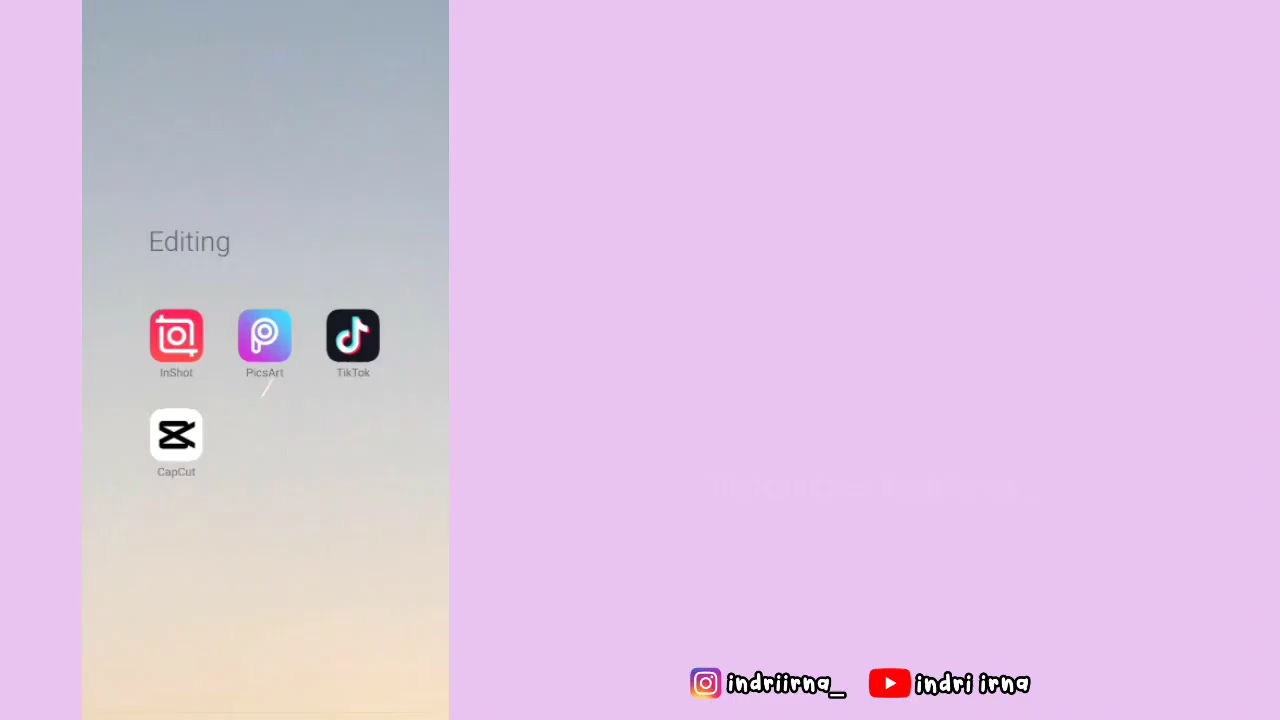 Editing
InShot
PicsArt
TikTok
CapCut
indriirna_
indri irna